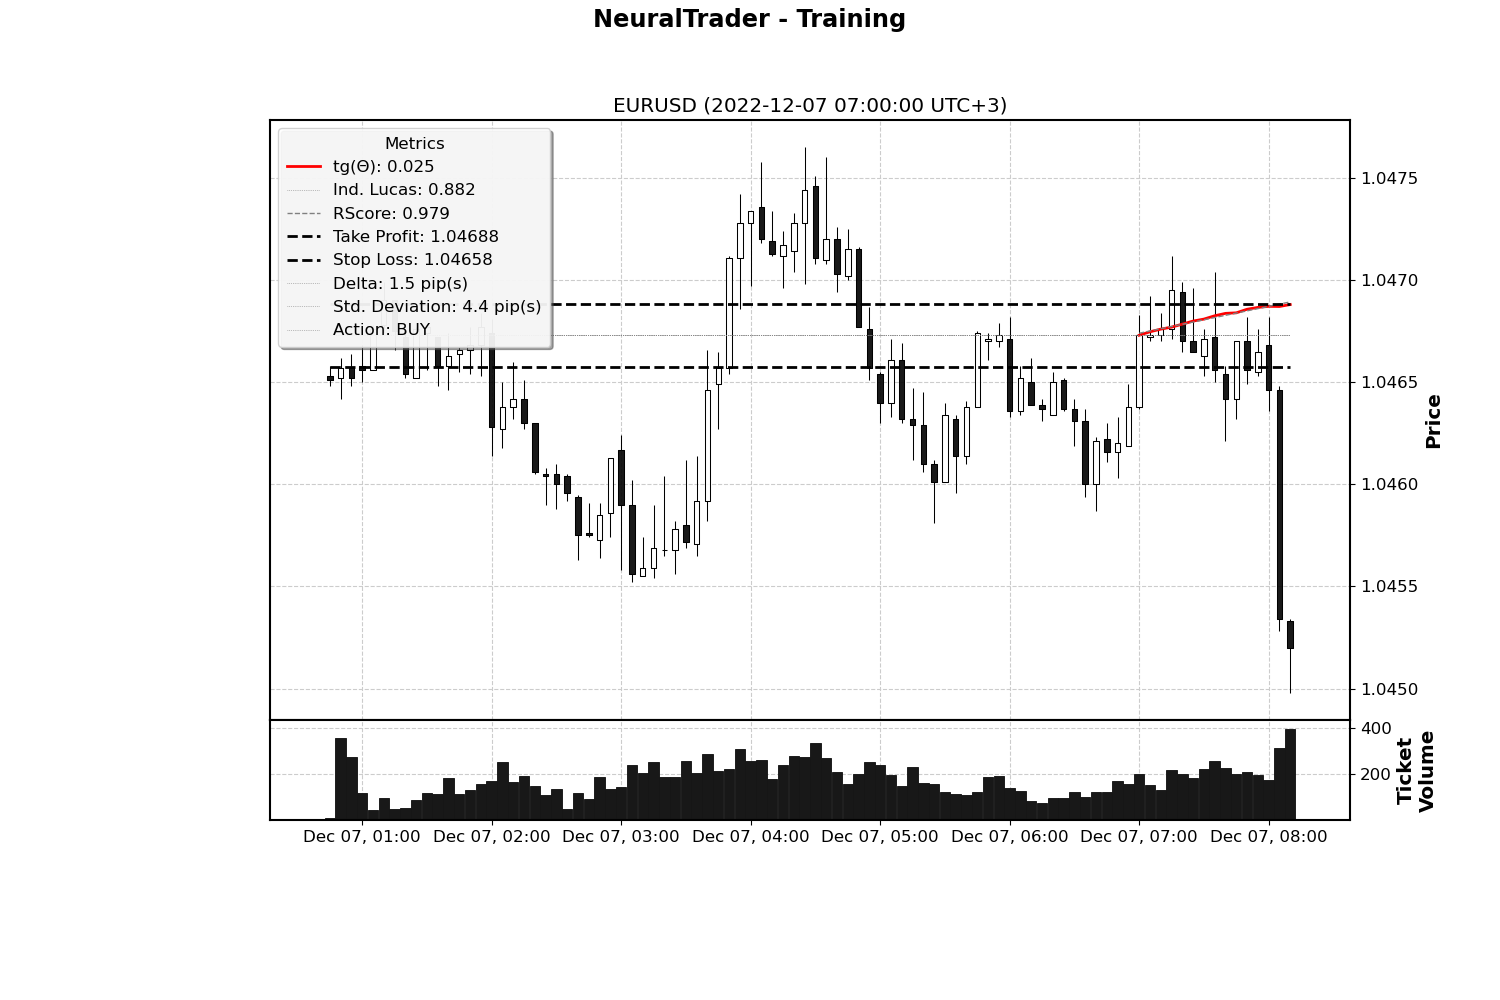 NeuralTrader - Training
EURUSD (2022-12-07 07:00:00 UTC+3)
Metrics
tg(Θ): 0.025
Ind. Lucas: 0.882
RScore: 0.979
Take Profit: 1.04688
Stop Loss: 1.04658
Delta: 1.5 pip(s)
Std. Deviation: 4.4 pip(s)
Action: BUY
1.0475
1.0470
1.0465
1.0460
1.0455
1.0450
Price
400
200
Ticket
Volume
Dec 07, 01:00 Dec 07, 02:00 Dec 07, 03:00 Dec 07, 04:00 Dec 07, 05:00 Dec 07, 06:00 Dec 07, 07:00 Dec 07, 08:00